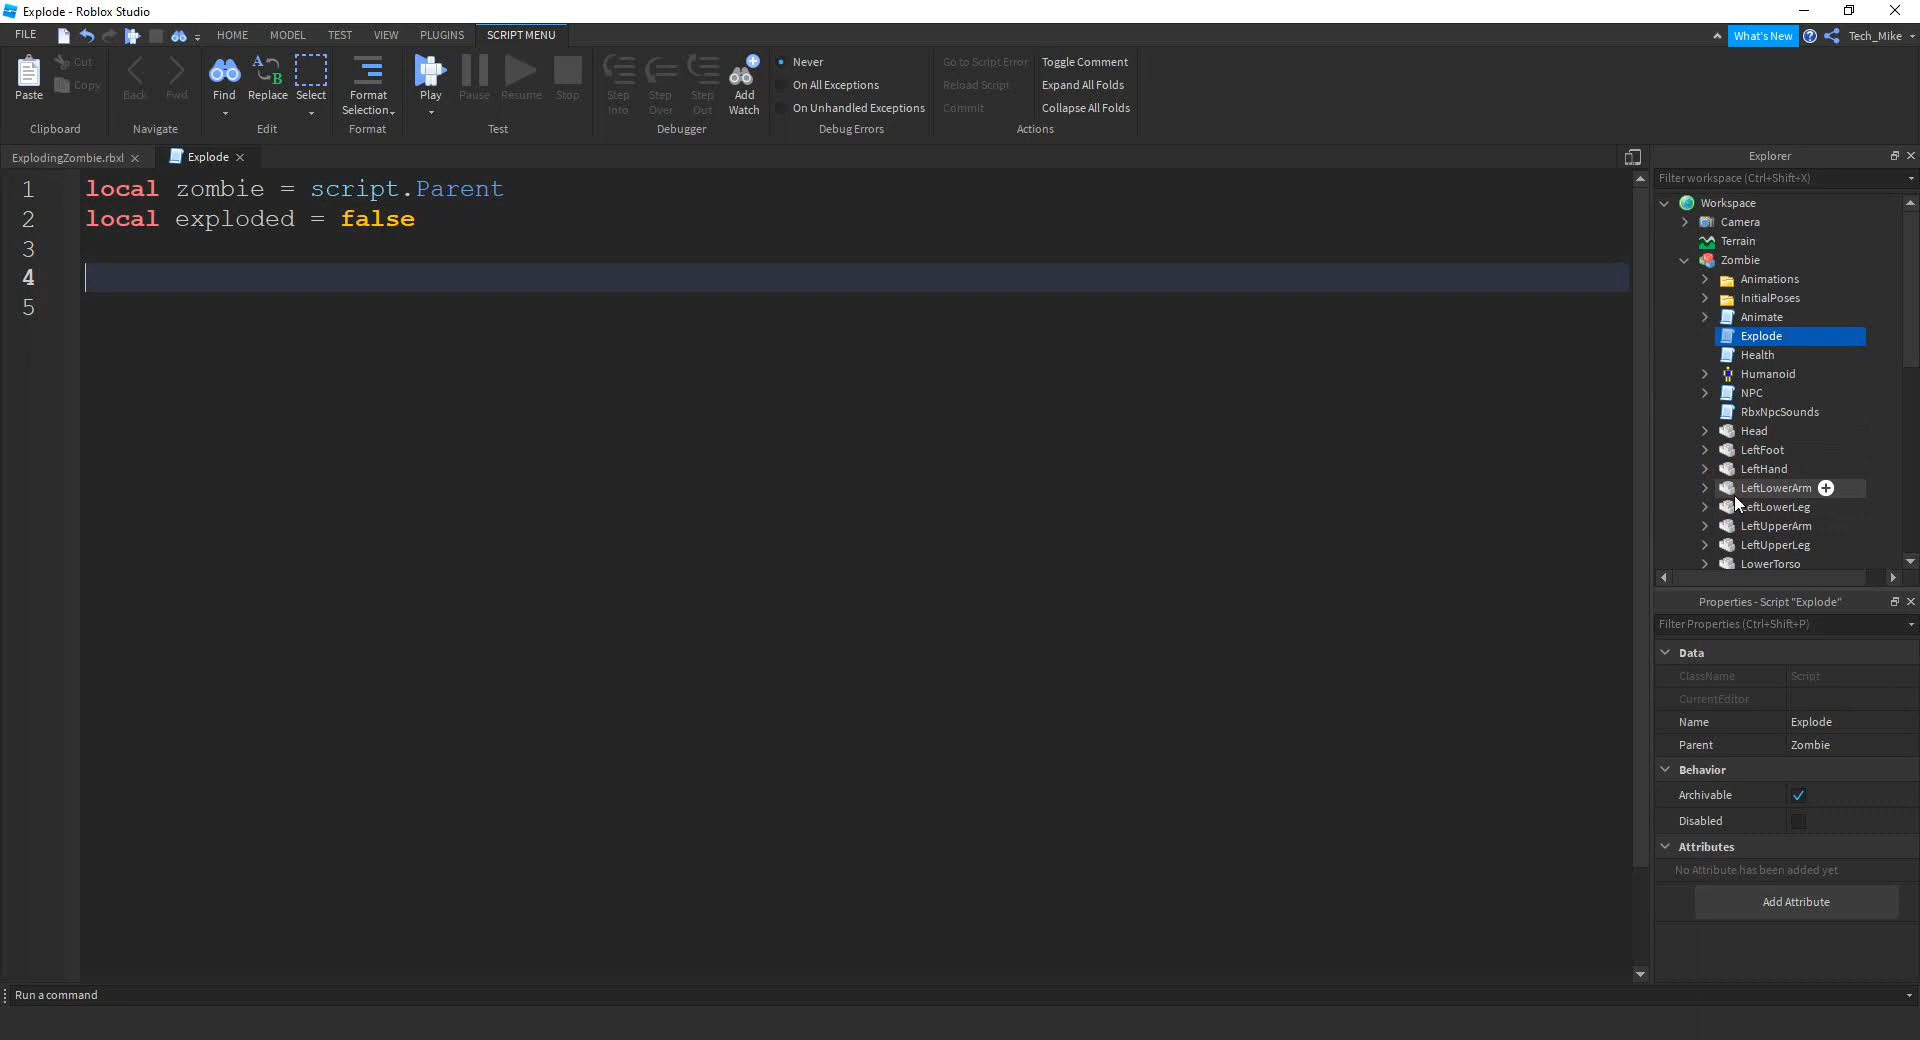 Explode - Roblox Studio
FILE HOME MODEL TEST VIEW PLUGINS SCRIPT MENU What's New Tech_Mike
Paste Cut Copy Back Fwd Find Replace Select Format Selection Play Pause Resume Stop Step Into Step Over Step Out Add Watch
Never
On All Exceptions
On Unhandled Exceptions
Go to Script Error
Reload Script
Commit
Toggle Comment
Expand All Folds
Collapse All Folds
Clipboard Navigate Edit Format Test Debugger Debug Errors Actions
ExplodingZombie.rbxl Explode
1 local zombie = script.Parent
2 local exploded = false
3
4
5
Explorer
Filter workspace (Ctrl+Shift+X)
Workspace
Camera
Terrain
Zombie
Animations
InitialPoses
Animate
Explode
Health
Humanoid
NPC
RbxNpcSounds
Head
LeftFoot
LeftHand
LeftLowerArm
LeftLowerLeg
LeftUpperArm
LeftUpperLeg
LowerTorso
Properties - Script "Explode"
Filter Properties (Ctrl+Shift+P)
Data
ClassName Script
CurrentEditor
Name Explode
Parent Zombie
Behavior
Archivable
Disabled
Attributes
No Attribute has been added yet
Add Attribute
Run a command